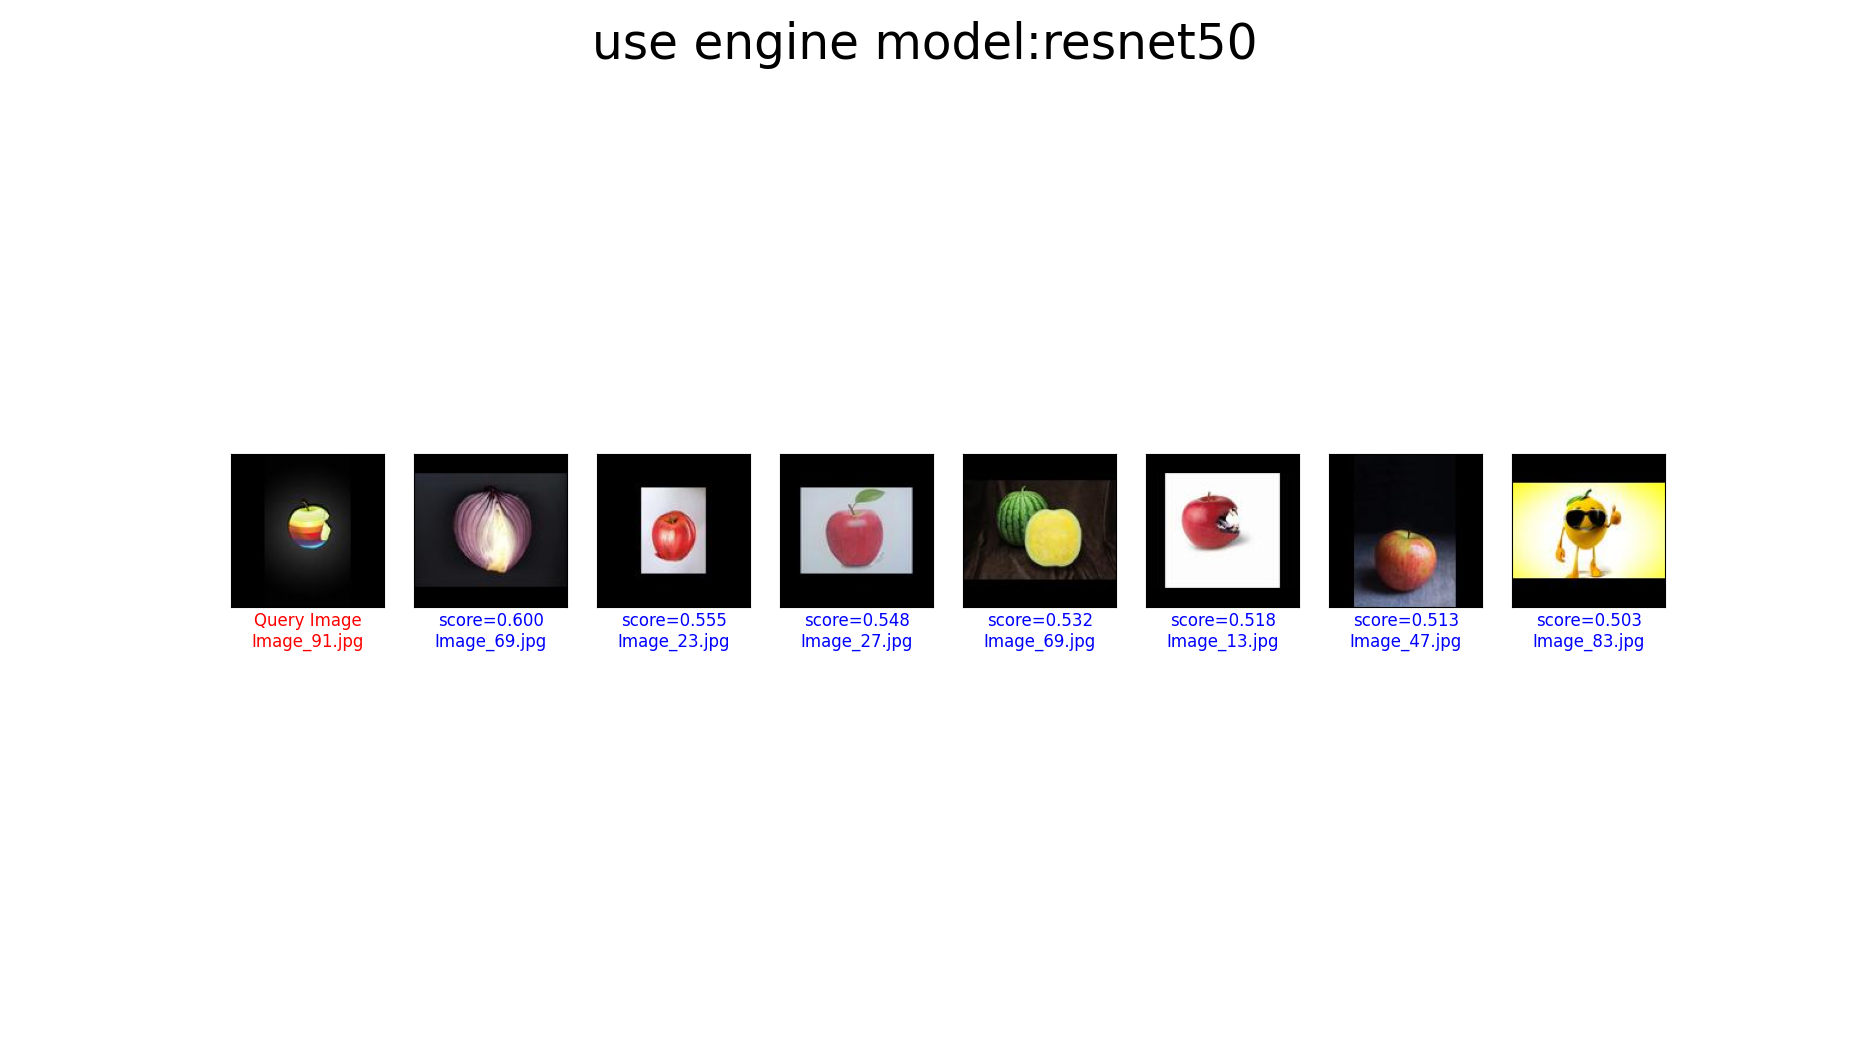 use engine model:resnet50
Query Image
Image_91.jpg
score=0.600
Image_69.jpg
score=0.555
Image_23.jpg
score=0.548
Image_27.jpg
score=0.532
Image_69.jpg
score=0.518
Image_13.jpg
score=0.513
Image_47.jpg
score=0.503
Image_83.jpg